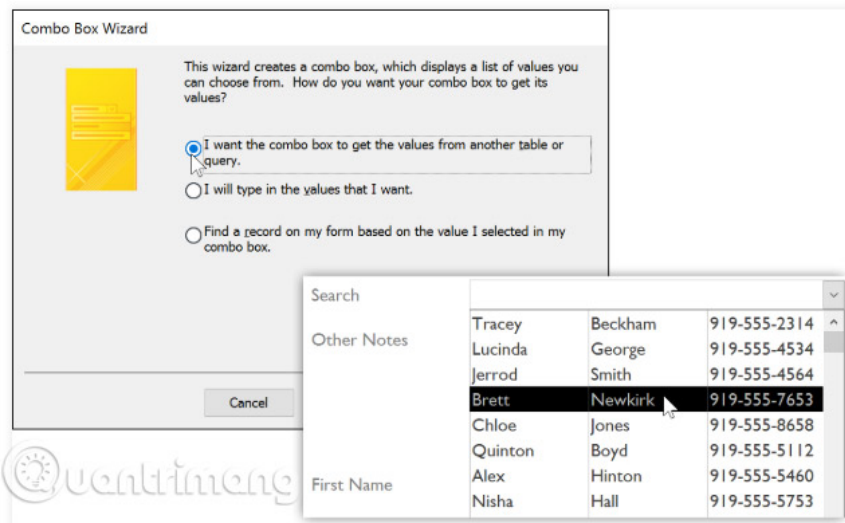 Combo Box Wizard
This wizard creates a combo box, which displays a list of values you
can choose from. How do you want your combo box to get its
values?
I want the combo box to get the values from another table or
query.
I will type in the values that I want.
Find a record on my form based on the value I selected in my
combo box.
Cancel
Search
Other Notes
First Name
Tracey Beckham 919-555-2314
Lucinda George 919-555-4534
Jerrod Smith 919-555-4564
Brett Newkirk 919-555-7653
Chloe Jones 919-555-8658
Quinton Boyd 919-555-5112
Alex Hinton 919-555-5460
Nisha Hall 919-555-5753
Quantrimang